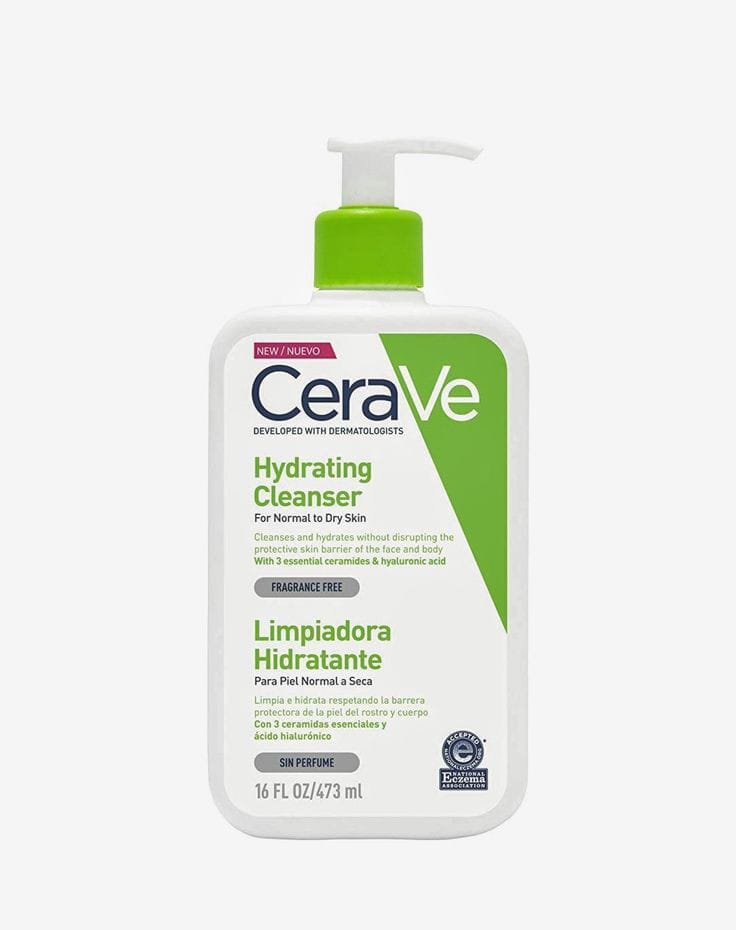 NEW / NUEVO
CeraVe
DEVELOPED WITH DERMATOLOGISTS
Hydrating
Cleanser
For Normal to Dry Skin
Cleanses and hydrates without disrupting the
protective skin barrier of the face and body
With 3 essential ceramides & hyaluronic acid
FRAGRANCE FREE
Limpiadora
Hidratante
Para Piel Normal a Seca
Limpia e hidrata respetando la barrera
protectora de la piel del rostro y cuerpo
Con 3 ceramidas esenciales y
ácido hialurónico
SIN PERFUME
16 FL OZ/473 ml
ACCEPTED
e
NATIONALECZEMA.ORG
NATIONAL
Eczema
ASSOCIATION